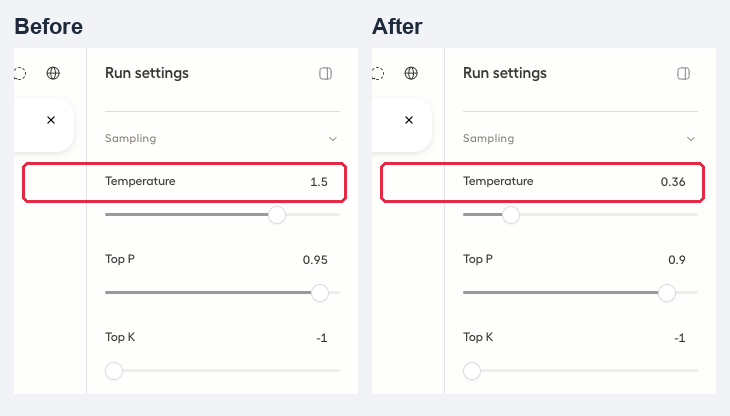 Before
Run settings
Sampling
Temperature 1.5
Top P 0.95
Top K -1
After
Run settings
Sampling
Temperature 0.36
Top P 0.9
Top K -1